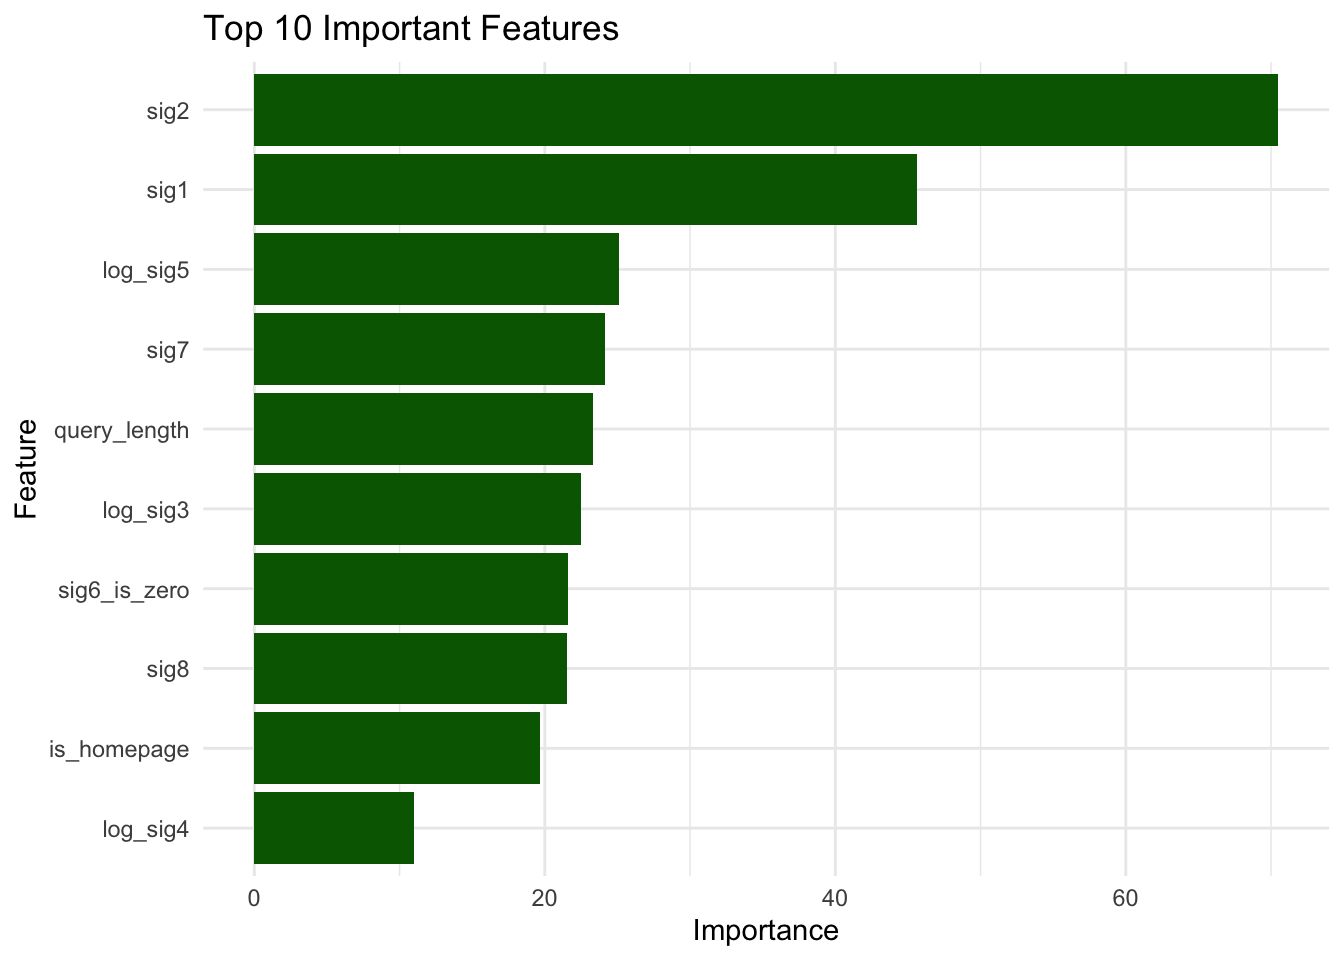 Top 10 Important Features
sig2
sig1
log_sig5
sig7
query_length
log_sig3
sig6_is_zero
sig8
is_homepage
log_sig4
Feature
0 20 40 60
Importance